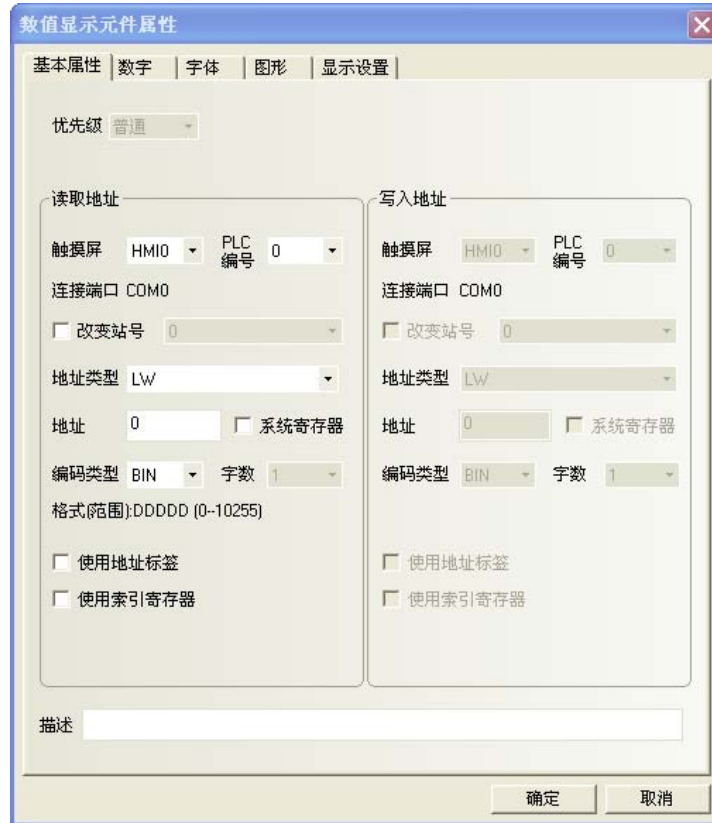 数值显示元件属性
基本属性 数字 字体 图形 显示设置
优先级 普通
读取地址
触摸屏 HMI0 PLC编号 0
连接端口 COM0
改变站号 0
地址类型 LW
地址 0 系统寄存器
编码类型 BIN 字数 1
格式(范围):DDDDD (0~10255)
使用地址标签
使用索引寄存器
写入地址
触摸屏 HMI0 PLC编号 0
连接端口 COM0
改变站号 0
地址类型 LW
地址 0 系统寄存器
编码类型 BIN 字数 1
使用地址标签
使用索引寄存器
描述
确定 取消